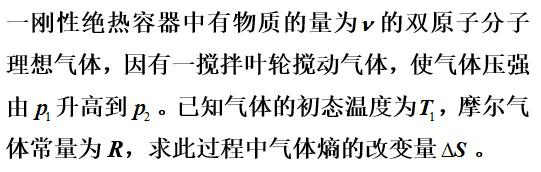 一刚性绝热容器中有物质的量为ν的双原子分子
理想气体，因有一搅拌叶轮搅动气体，使气体压强
由p₁升高到p₂。已知气体的初态温度为T₁，摩尔气
体常量为R，求此过程中气体熵的改变量ΔS。